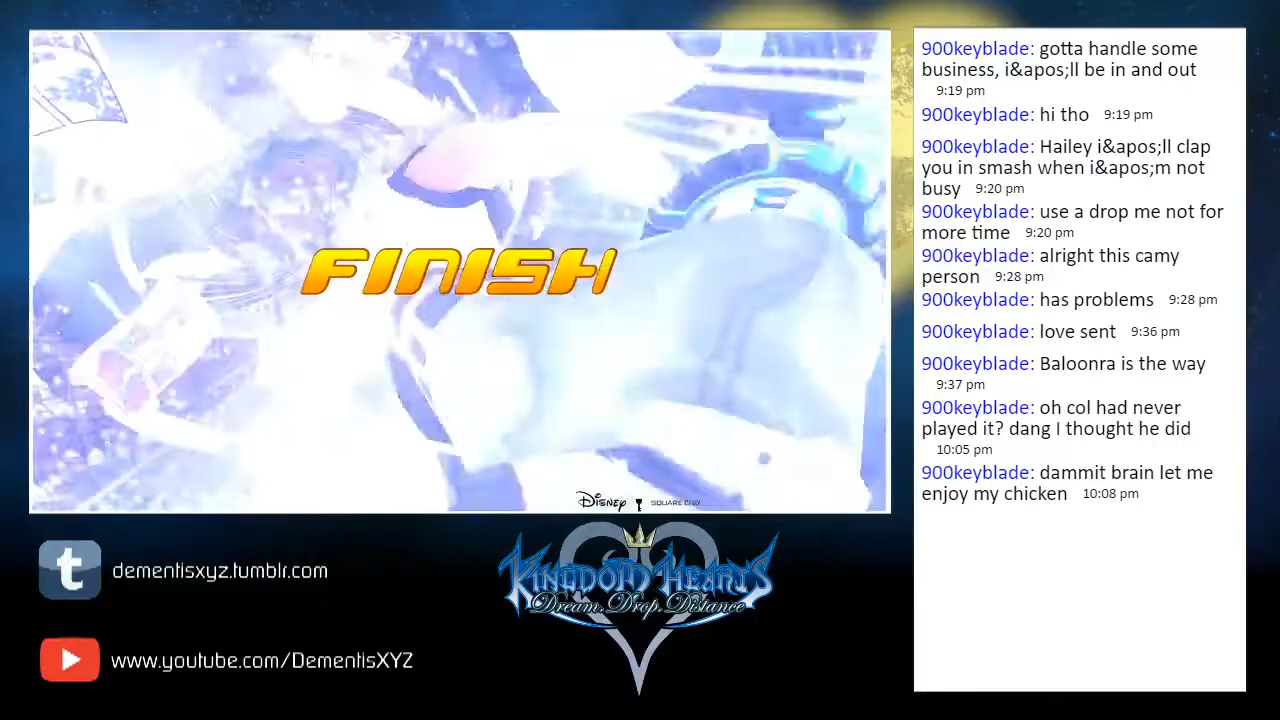 FINISH
Disney SQUARE ENIX
t dementisxyz.tumblr.com
www.youtube.com/DementisXYZ
KINGDOM HEARTS
Dream. Drop. Distance
900keyblade: gotta handle some
business, i&apos;ll be in and out
9:19 pm
900keyblade: hi tho 9:19 pm
900keyblade: Hailey i&apos;ll clap
you in smash when i&apos;m not
busy 9:20 pm
900keyblade: use a drop me not for
more time 9:20 pm
900keyblade: alright this camy
person 9:28 pm
900keyblade: has problems 9:28 pm
900keyblade: love sent 9:36 pm
900keyblade: Baloonra is the way
9:37 pm
900keyblade: oh col had never
played it? dang I thought he did
10:05 pm
900keyblade: dammit brain let me
enjoy my chicken 10:08 pm